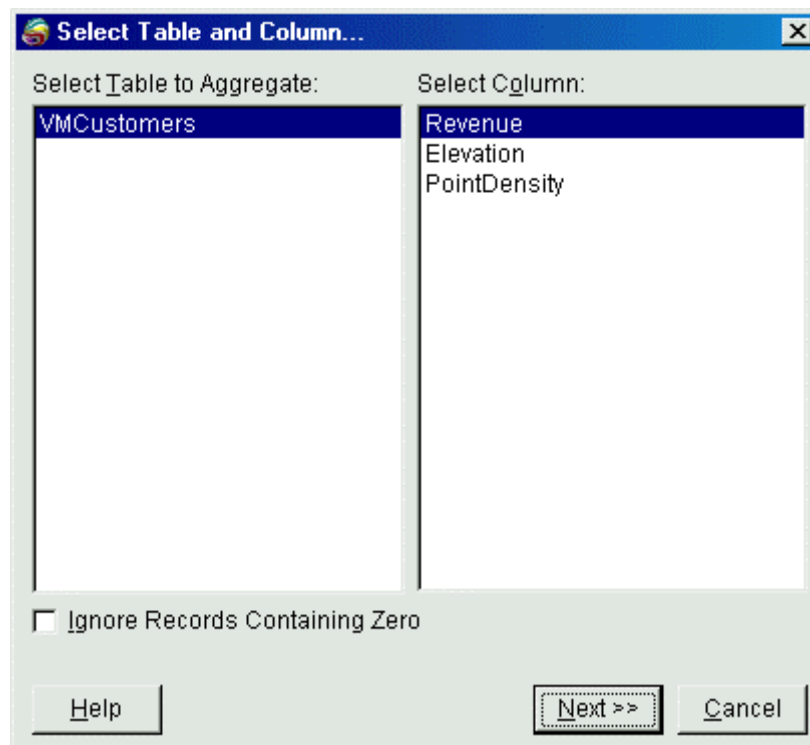 Select Table and Column...
Select Table to Aggregate:
VMCustomers
Select Column:
Revenue
Elevation
PointDensity
Ignore Records Containing Zero
Help
Next >>
Cancel